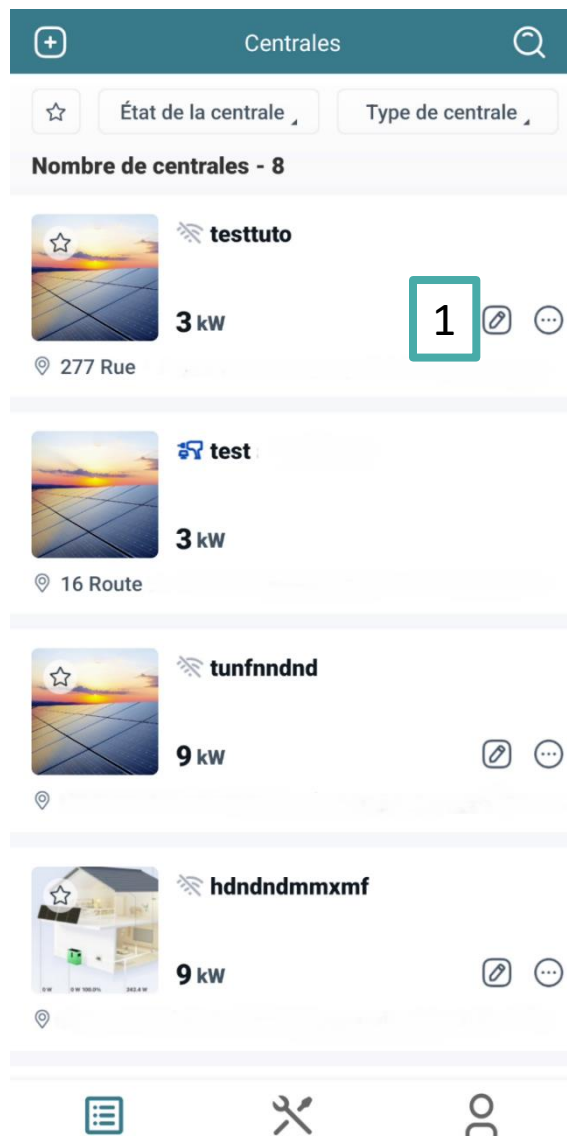 Centrales
État de la centrale
Type de centrale
Nombre de centrales - 8
testtuto
3 kW
1
277 Rue
test
3 kW
16 Route
tunfnndnd
9 kW
hdndndmmxmf
9 kW